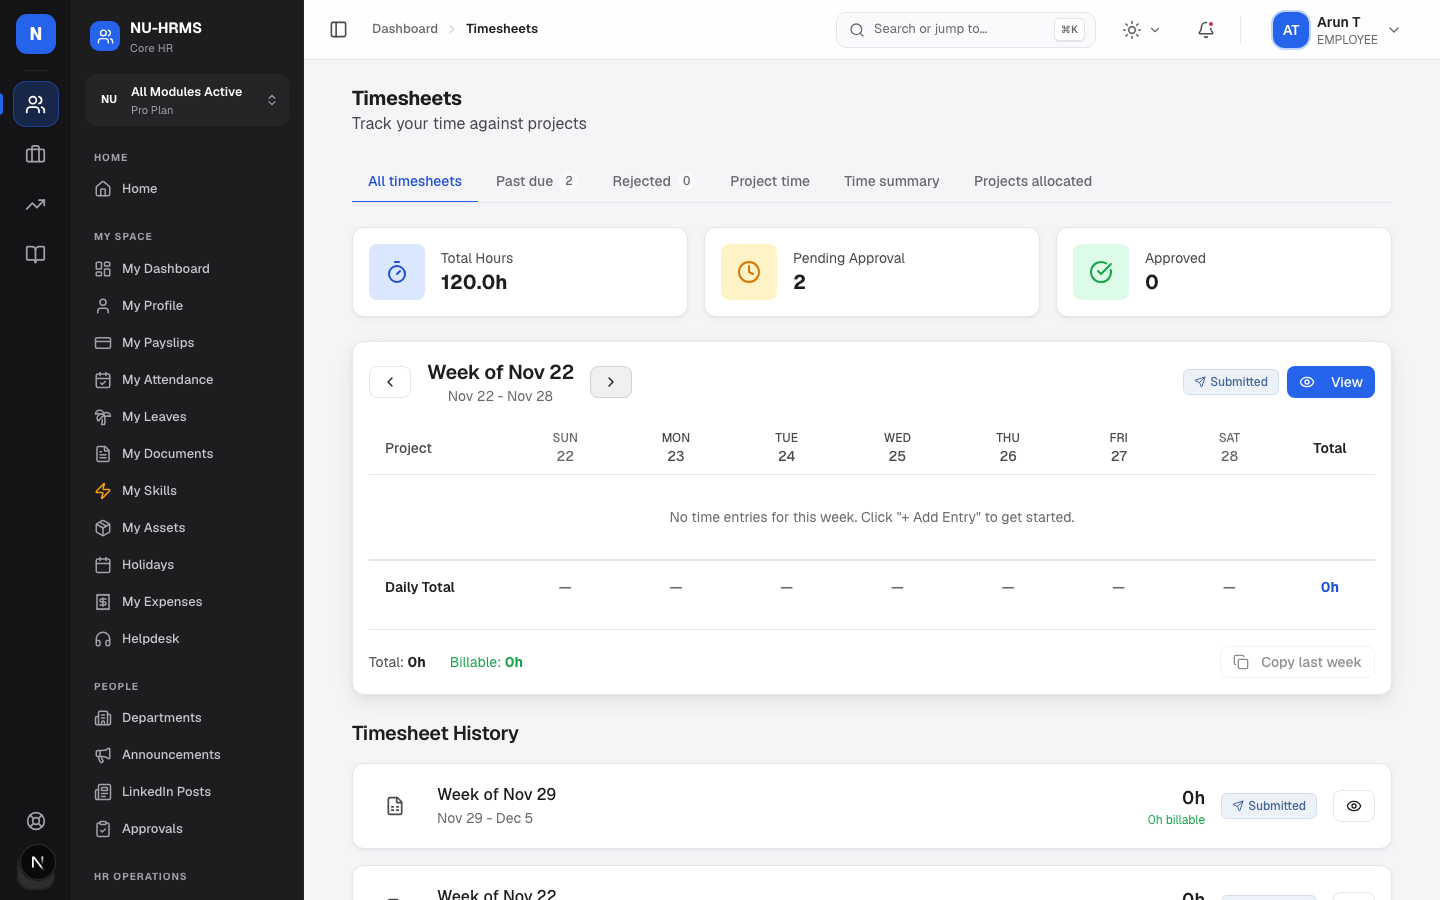 N
NU-HRMS
Core HR
NU
All Modules Active
Pro Plan
HOME
Home
MY SPACE
My Dashboard
My Profile
My Payslips
My Attendance
My Leaves
My Documents
My Skills
My Assets
Holidays
My Expenses
Helpdesk
PEOPLE
Departments
Announcements
LinkedIn Posts
Approvals
HR OPERATIONS
N
Dashboard > Timesheets
Search or jump to...
⌘K
AT
Arun T
EMPLOYEE
Timesheets
Track your time against projects
All timesheets
Past due 2
Rejected 0
Project time
Time summary
Projects allocated
Total Hours
120.0h
Pending Approval
2
Approved
0
Week of Nov 22
Nov 22 - Nov 28
Submitted
View
Project SUN 22 MON 23 TUE 24 WED 25 THU 26 FRI 27 SAT 28 Total
No time entries for this week. Click "+ Add Entry" to get started.
Daily Total — — — — — — — 0h
Total: 0h Billable: 0h
Copy last week
Timesheet History
Week of Nov 29
Nov 29 - Dec 5
0h
0h billable
Submitted
Week of Nov 22
0h